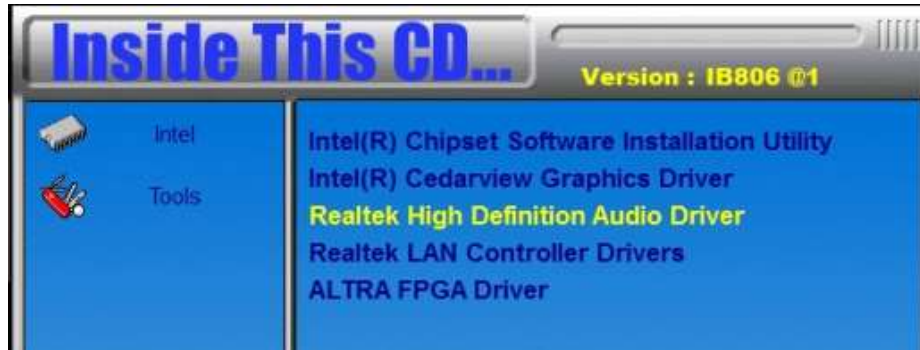 Inside This CD...
Version : IB806 @1
Intel
Tools
Intel(R) Chipset Software Installation Utility
Intel(R) Cedarview Graphics Driver
Realtek High Definition Audio Driver
Realtek LAN Controller Drivers
ALTRA FPGA Driver